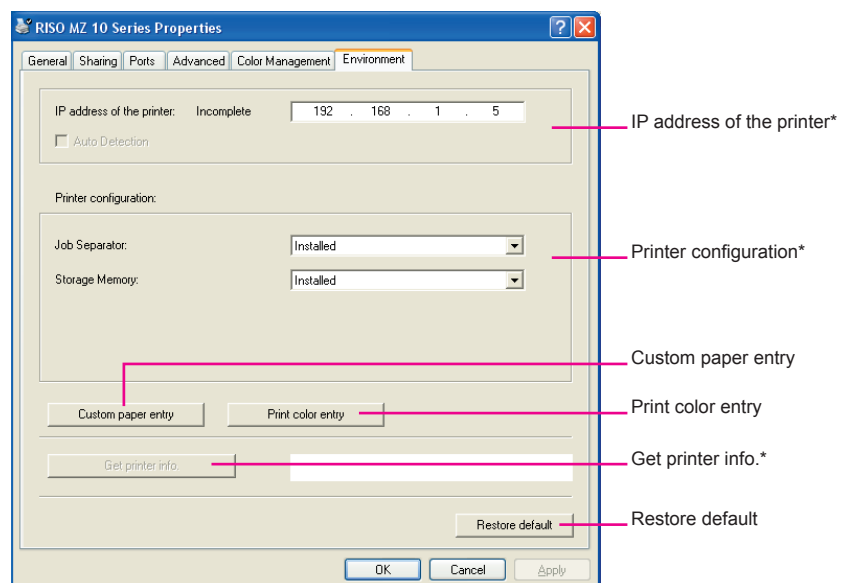 RISO MZ 10 Series Properties
General Sharing Ports Advanced Color Management Environment
IP address of the printer: Incomplete 192 . 168 . 1 . 5
Auto Detection
Printer configuration:
Job Separator: Installed
Storage Memory: Installed
Custom paper entry Print color entry
Get printer info.
Restore default
OK Cancel Apply
IP address of the printer*
Printer configuration*
Custom paper entry
Print color entry
Get printer info.*
Restore default